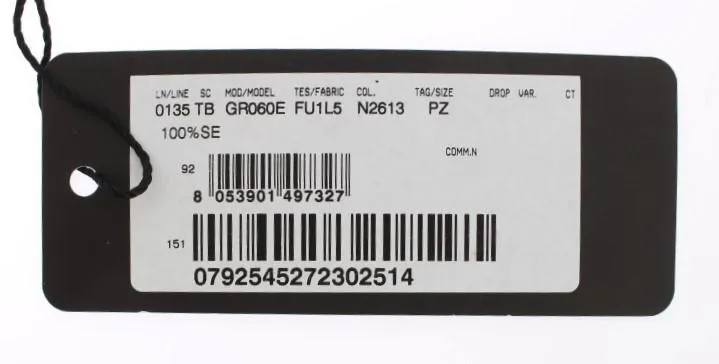 LN/LINE SC MOD/MODEL TES/FABRIC COL. TAG/SIZE DROP VAR. CT
0135 TB GR060E FU1L5 N2613 PZ
100%SE
COMM.N
92
8 053901 497327
151
0792545272302514